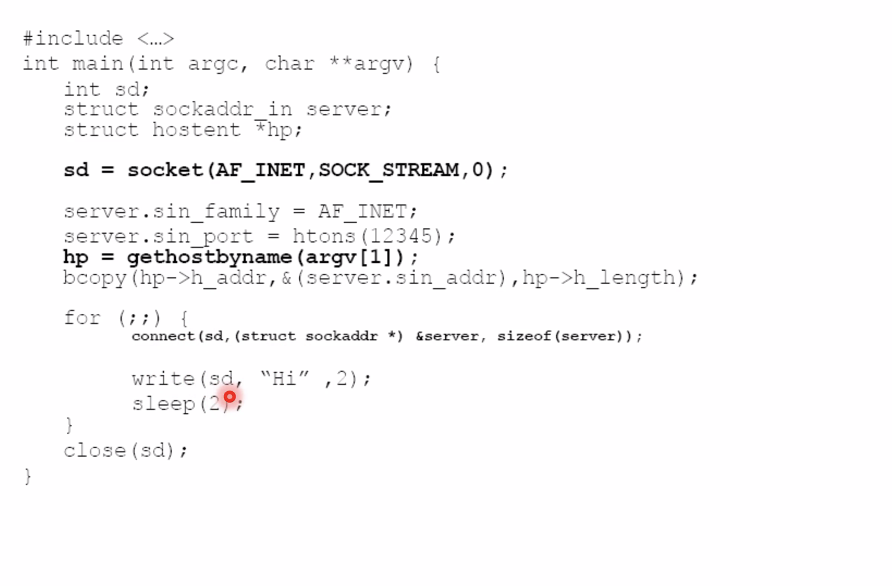 #include <…>
int main(int argc, char **argv) {
int sd;
struct sockaddr_in server;
struct hostent *hp;
sd = socket(AF_INET,SOCK_STREAM,0);
server.sin_family = AF_INET;
server.sin_port = htons(12345);
hp = gethostbyname(argv[1]);
bcopy(hp->h_addr,&(server.sin_addr),hp->h_length);
for (;;) {
connect(sd,(struct sockaddr *) &server, sizeof(server));
write(sd, “Hi” ,2);
sleep(2);
}
close(sd);
}